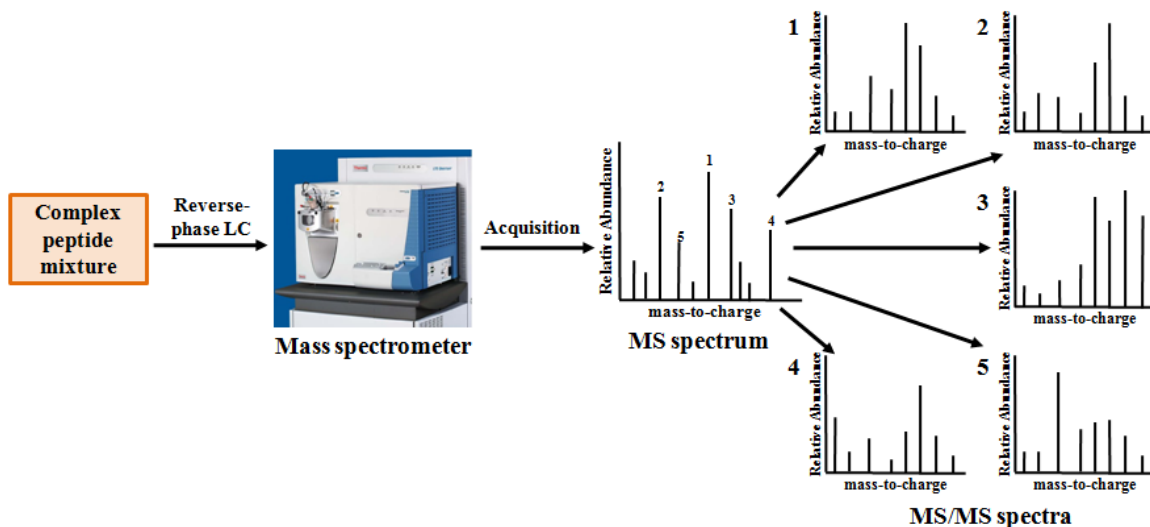 Complex
peptide
mixture
Reverse-
phase LC
Mass spectrometer
Acquisition
Relative Abundance
1
2
3
4
5
mass-to-charge
MS spectrum
1
Relative Abundance
mass-to-charge
2
Relative Abundance
mass-to-charge
3
Relative Abundance
mass-to-charge
4
Relative Abundance
mass-to-charge
5
Relative Abundance
mass-to-charge
MS/MS spectra